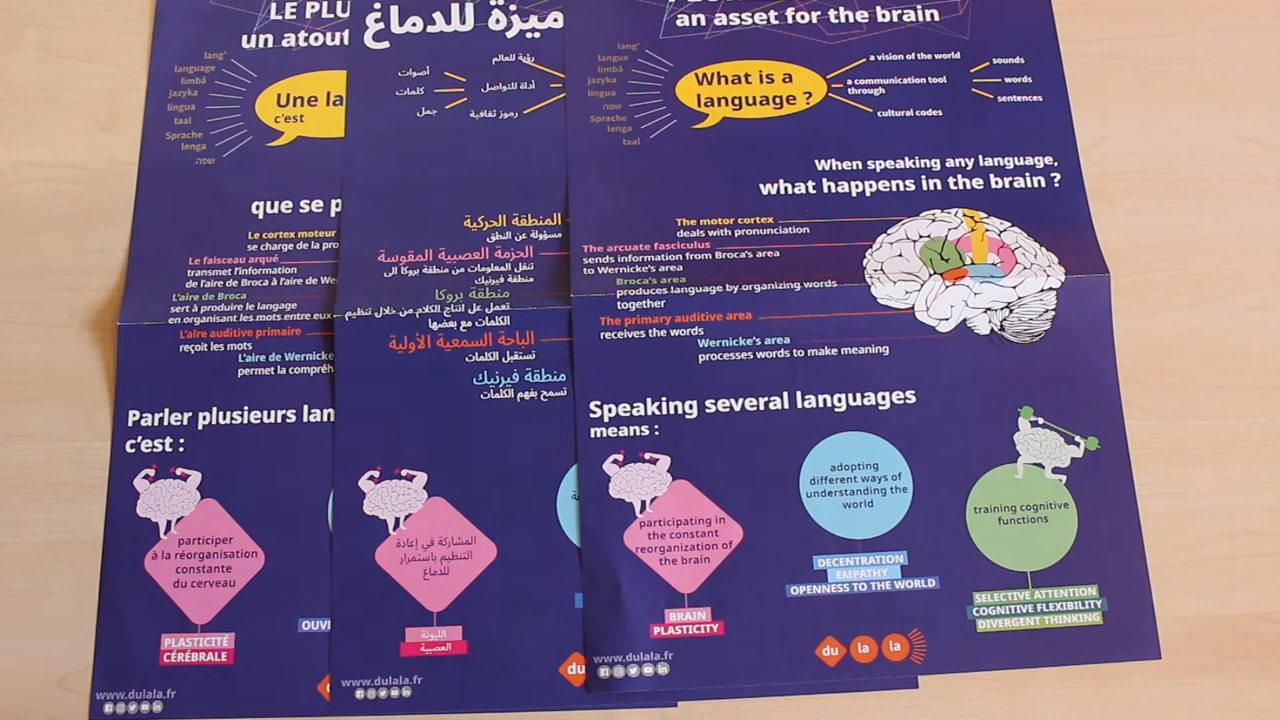 LE PLU
un atout
lang'
language
limbă
jazyka
lingua
taal
Sprache
lenga
שפה
Une la
c'est
que se p
Le cortex moteur
se charge de la pro
Le faisceau arqué
transmet l'information
de l'aire de Broca à l'aire de We
L'aire de Broca
sert à produire le langage
en organisant les mots entre eux
L'aire auditive primaire
reçoit les mots
L'aire de Wernicke
permet la compréh
Parler plusieurs lan
c'est :
participer
à la réorganisation
constante
du cerveau
PLASTICITÉ
CÉRÉBRALE
OUVE
www.dulala.fr
ميزة للدماغ
رؤية للعالم
أصوات
أداة للتواصل
كلمات
رموز ثقافية
جمل
المنطقة الحركية
مسؤولة عن النطق
الحزمة العصبية المقوسة
تنقل المعلومات من منطقة بروكا الى
منطقة فيرنيك
منطقة بروكا
تعمل عل انتاج الكلام من خلال تنظيم
الكلمات مع بعضها
الباحة السمعية الأولية
تستقبل الكلمات
منطقة فيرنيك
تسمح بفهم الكلمات
المشاركة في إعادة
التنظيم باستمرار
للدماغ
الليونة
العصبية
www.dulala.fr
du
an asset for the brain
lang'
langue
limbă
jazyka
lingua
שפה
Sprache
lenga
taal
What is a
language ?
a vision of the world
a communication tool
through
cultural codes
sounds
words
sentences
When speaking any language,
what happens in the brain ?
The motor cortex
deals with pronunciation
The arcuate fasciculus
sends information from Broca's area
to Wernicke's area
Broca's area
produces language by organizing words
together
The primary auditive area
receives the words
Wernicke's area
processes words to make meaning
Speaking several languages
means :
participating in
the constant
reorganization of
the brain
BRAIN
PLASTICITY
adopting
different ways of
understanding the
world
DECENTRATION
EMPATHY
OPENNESS TO THE WORLD
training cognitive
functions
SELECTIVE ATTENTION
COGNITIVE FLEXIBILITY
DIVERGENT THINKING
www.dulala.fr
du la la